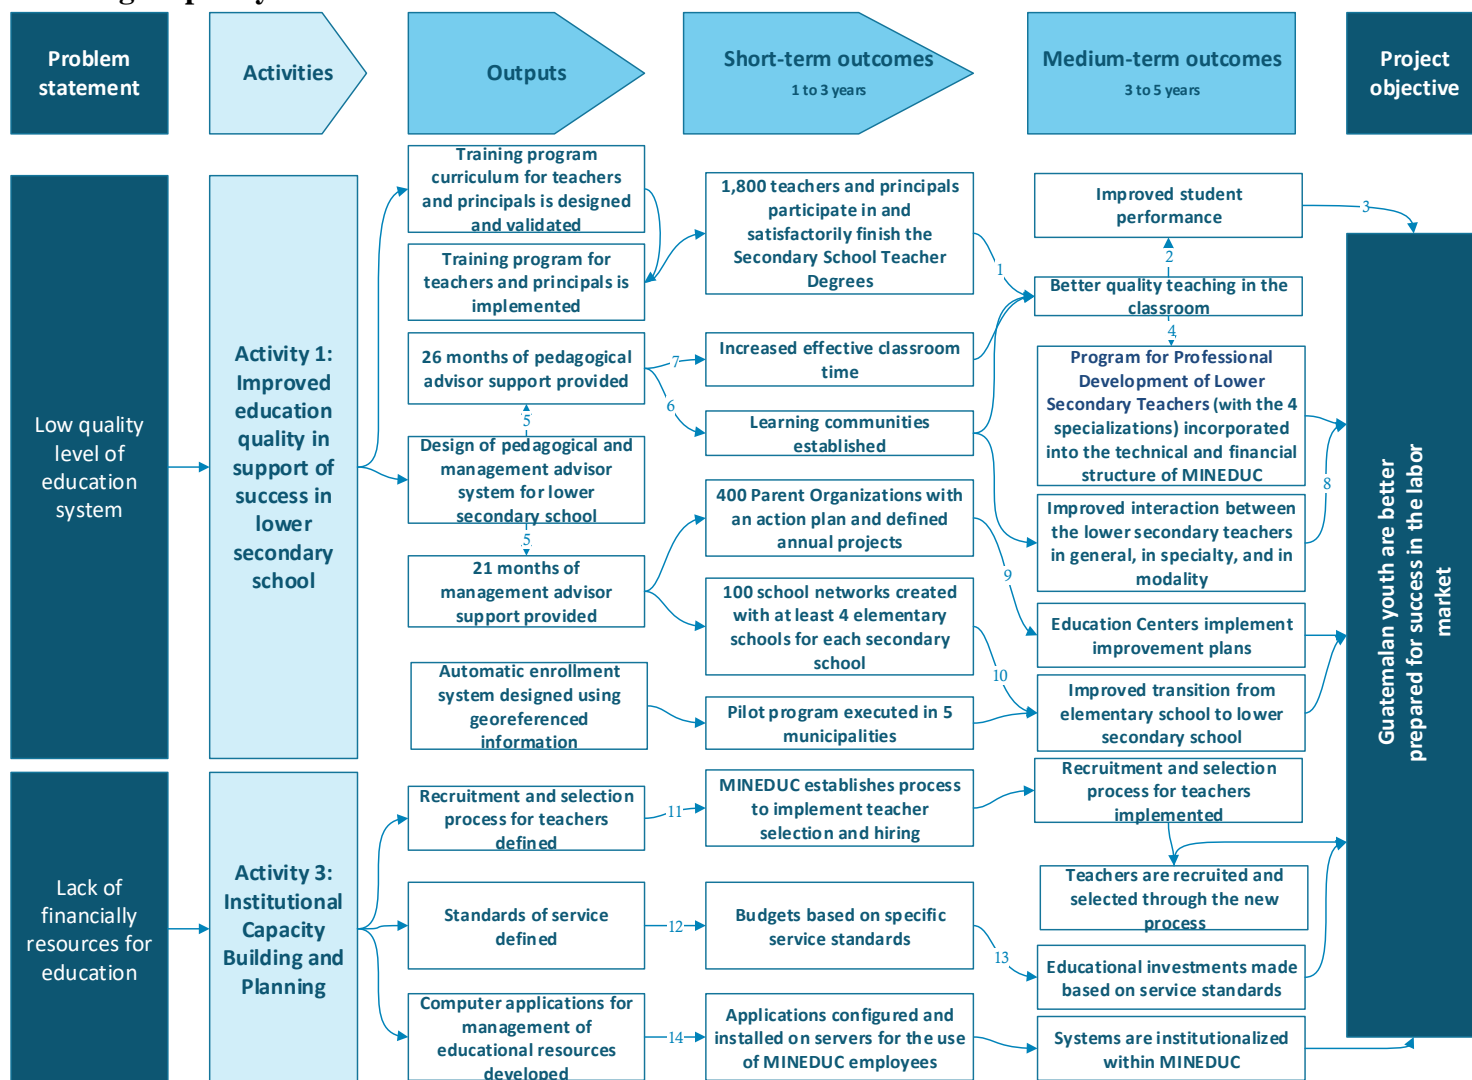 Problem
statement
Activities
Outputs
Short-term outcomes
1 to 3 years
Medium-term outcomes
3 to 5 years
Project
objective
Low quality
level of
education
system
Activity 1:
Improved
education
quality in
support of
success in
lower
secondary
school
Training program
curriculum for teachers
and principals is designed
and validated
Training program for
teachers and principals is
implemented
26 months of pedagogical
advisor support provided
5
Design of pedagogical and
management advisor
system for lower
secondary school
5
21 months of
management advisor
support provided
Automatic enrollment
system designed using
georeferenced
information
7
6
1,800 teachers and principals
participate in and
satisfactorily finish the
Secondary School Teacher
Degrees
Increased effective classroom
time
Learning communities
established
400 Parent Organizations with
an action plan and defined
annual projects
100 school networks created
with at least 4 elementary
schools for each secondary
school
Pilot program executed in 5
municipalities
1
9
10
Improved student
performance
2
Better quality teaching in the
classroom
4
Program for Professional
Development of Lower
Secondary Teachers (with the 4
specializations) incorporated
into the technical and financial
structure of MINEDUC
Improved interaction between
the lower secondary teachers
in general, in specialty, and in
modality
Education Centers implement
improvement plans
Improved transition from
elementary school to lower
secondary school
3
8
Guatemalan youth are better
prepared for success in the labor
market
Lack of
financially
resources for
education
Activity 3:
Institutional
Capacity
Building and
Planning
Recruitment and selection
process for teachers
defined
Standards of service
defined
Computer applications for
management of
educational resources
developed
11
12
14
MINEDUC establishes process
to implement teacher
selection and hiring
Budgets based on specific
service standards
Applications configured and
installed on servers for the use
of MINEDUC employees
13
Recruitment and selection
process for teachers
implemented
Teachers are recruited and
selected through the new
process
Educational investments made
based on service standards
Systems are institutionalized
within MINEDUC